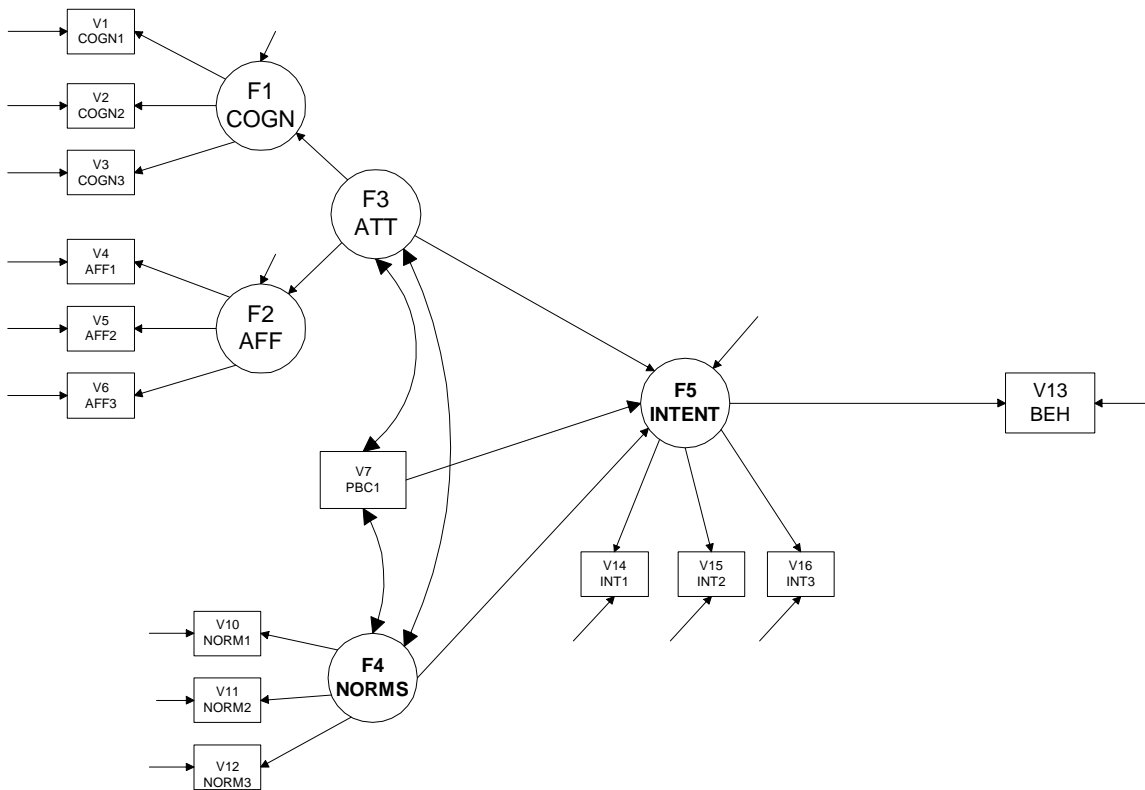 V1
COGN1
F1
COGN
V2
COGN2
V3
COGN3
F3
ATT
V4
AFF1
F2
AFF
V5
AFF2
V6
AFF3
F5
INTENT
V13
BEH
V7
PBC1
V14
INT1
V15
INT2
V16
INT3
V10
NORM1
F4
NORMS
V11
NORM2
V12
NORM3